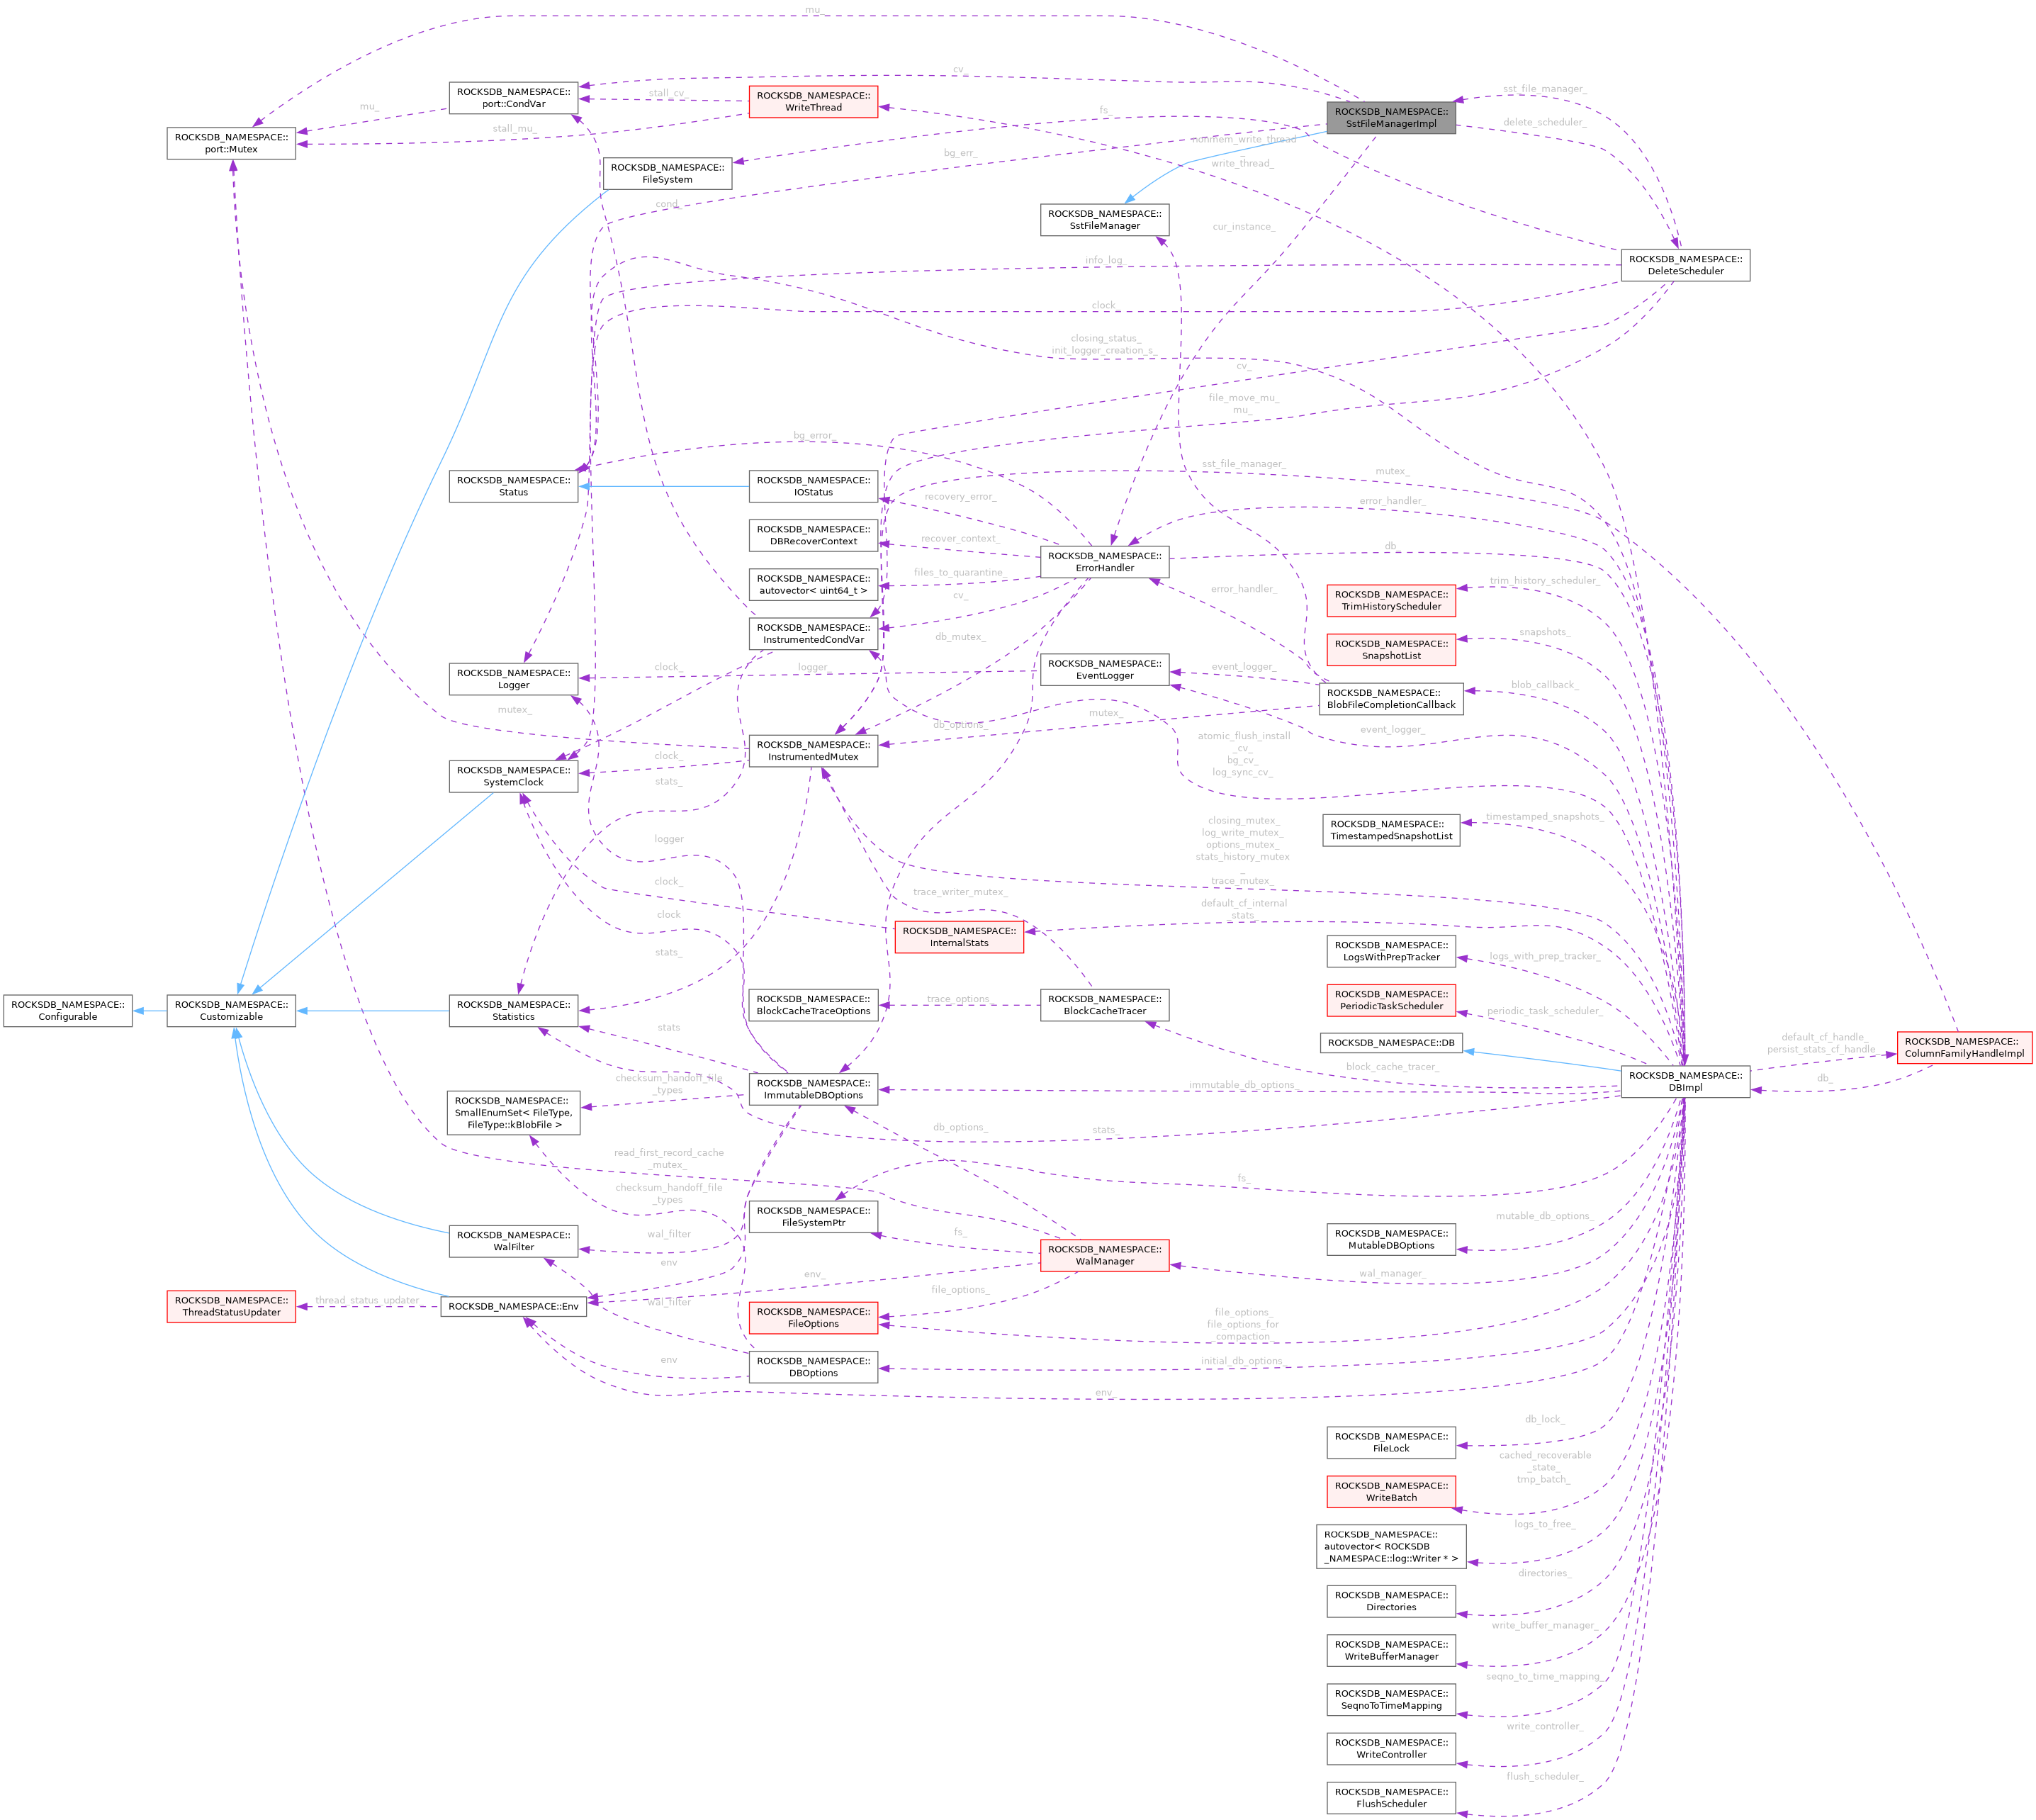 mu_
cv_
sst_file_manager_
ROCKSDB_NAMESPACE::
port::CondVar
stall_cv_
ROCKSDB_NAMESPACE::
WriteThread
fs_
ROCKSDB_NAMESPACE::
SstFileManagerImpl
delete_scheduler_
mu_
stall_mu_
ROCKSDB_NAMESPACE::
port::Mutex
nonmem_write_thread
_
write_thread_
bg_err_
ROCKSDB_NAMESPACE::
FileSystem
cond_
ROCKSDB_NAMESPACE::
SstFileManager
cur_instance_
info_log_
ROCKSDB_NAMESPACE::
DeleteScheduler
clock_
closing_status_
init_logger_creation_s_
cv_
file_move_mu_
mu_
bg_error_
sst_file_manager_
mutex_
ROCKSDB_NAMESPACE::
Status
ROCKSDB_NAMESPACE::
IOStatus
recovery_error_
error_handler_
ROCKSDB_NAMESPACE::
DBRecoverContext
recover_context_
ROCKSDB_NAMESPACE::
ErrorHandler
db_
ROCKSDB_NAMESPACE::
autovector< uint64_t >
files_to_quarantine_
cv_
error_handler_
trim_history_scheduler_
ROCKSDB_NAMESPACE::
TrimHistoryScheduler
ROCKSDB_NAMESPACE::
InstrumentedCondVar
db_mutex_
snapshots_
ROCKSDB_NAMESPACE::
SnapshotList
ROCKSDB_NAMESPACE::
Logger
clock_
logger_
ROCKSDB_NAMESPACE::
EventLogger
event_logger_
ROCKSDB_NAMESPACE::
BlobFileCompletionCallback
blob_callback_
mutex_
mutex_
db_options_
event_logger_
ROCKSDB_NAMESPACE::
InstrumentedMutex
clock_
stats_
ROCKSDB_NAMESPACE::
SystemClock
atomic_flush_install
_cv_
bg_cv_
log_sync_cv_
ROCKSDB_NAMESPACE::
TimestampedSnapshotList
timestamped_snapshots_
logger
closing_mutex_
log_write_mutex_
options_mutex_
stats_history_mutex
_
trace_mutex_
clock_
trace_writer_mutex_
default_cf_internal
_stats_
clock
ROCKSDB_NAMESPACE::
InternalStats
stats_
ROCKSDB_NAMESPACE::
LogsWithPrepTracker
logs_with_prep_tracker_
ROCKSDB_NAMESPACE::
Configurable
ROCKSDB_NAMESPACE::
Customizable
ROCKSDB_NAMESPACE::
Statistics
ROCKSDB_NAMESPACE::
BlockCacheTraceOptions
trace_options_
ROCKSDB_NAMESPACE::
BlockCacheTracer
ROCKSDB_NAMESPACE::
PeriodicTaskScheduler
periodic_task_scheduler_
stats
ROCKSDB_NAMESPACE::DB
default_cf_handle_
persist_stats_cf_handle_
ROCKSDB_NAMESPACE::
ColumnFamilyHandleImpl
block_cache_tracer_
checksum_handoff_file
_types
ROCKSDB_NAMESPACE::
ImmutableDBOptions
immutable_db_options_
ROCKSDB_NAMESPACE::
DBImpl
db_
ROCKSDB_NAMESPACE::
SmallEnumSet< FileType,
FileType::kBlobFile >
db_options_
stats_
read_first_record_cache
_mutex_
checksum_handoff_file
_types
fs_
ROCKSDB_NAMESPACE::
FileSystemPtr
fs_
ROCKSDB_NAMESPACE::
WalFilter
wal_filter
ROCKSDB_NAMESPACE::
WalManager
mutable_db_options_
ROCKSDB_NAMESPACE::
MutableDBOptions
env
env_
wal_manager_
ROCKSDB_NAMESPACE::
ThreadStatusUpdater
thread_status_updater_
ROCKSDB_NAMESPACE::Env
wal_filter
file_options_
ROCKSDB_NAMESPACE::
FileOptions
file_options_
file_options_for
_compaction_
env
ROCKSDB_NAMESPACE::
DBOptions
initial_db_options_
env_
db_lock_
ROCKSDB_NAMESPACE::
FileLock
cached_recoverable
_state_
tmp_batch_
ROCKSDB_NAMESPACE::
WriteBatch
logs_to_free_
ROCKSDB_NAMESPACE::
autovector< ROCKSDB
_NAMESPACE::log::Writer * >
directories_
ROCKSDB_NAMESPACE::
Directories
write_buffer_manager_
ROCKSDB_NAMESPACE::
WriteBufferManager
seqno_to_time_mapping_
ROCKSDB_NAMESPACE::
SeqnoToTimeMapping
write_controller_
ROCKSDB_NAMESPACE::
WriteController
flush_scheduler_
ROCKSDB_NAMESPACE::
FlushScheduler